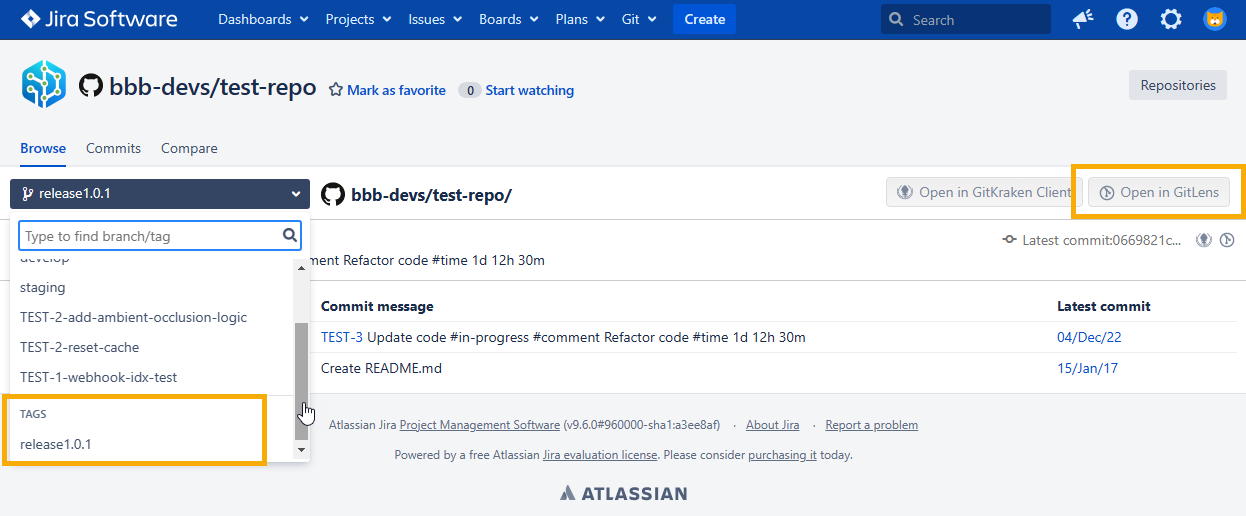 Jira Software Dashboards Projects Issues Boards Plans Git Create Search
bbb-devs/test-repo Mark as favorite 0 Start watching Repositories
Browse Commits Compare
release1.0.1 bbb-devs/test-repo/ Open in GitKraken Client Open in GitLens
Type to find branch/tag Latest commit:0669821c...
develop mment Refactor code #time 1d 12h 30m
staging
Commit message Latest commit
TEST-2-add-ambient-occlusion-logic
TEST-3 Update code #in-progress #comment Refactor code #time 1d 12h 30m 04/Dec/22
TEST-2-reset-cache
Create README.md 15/Jan/17
TEST-1-webhook-idx-test
TAGS
release1.0.1
Atlassian Jira Project Management Software (v9.6.0#960000-sha1:a3ee8af) · About Jira · Report a problem
Powered by a free Atlassian Jira evaluation license. Please consider purchasing it today.
ATLASSIAN